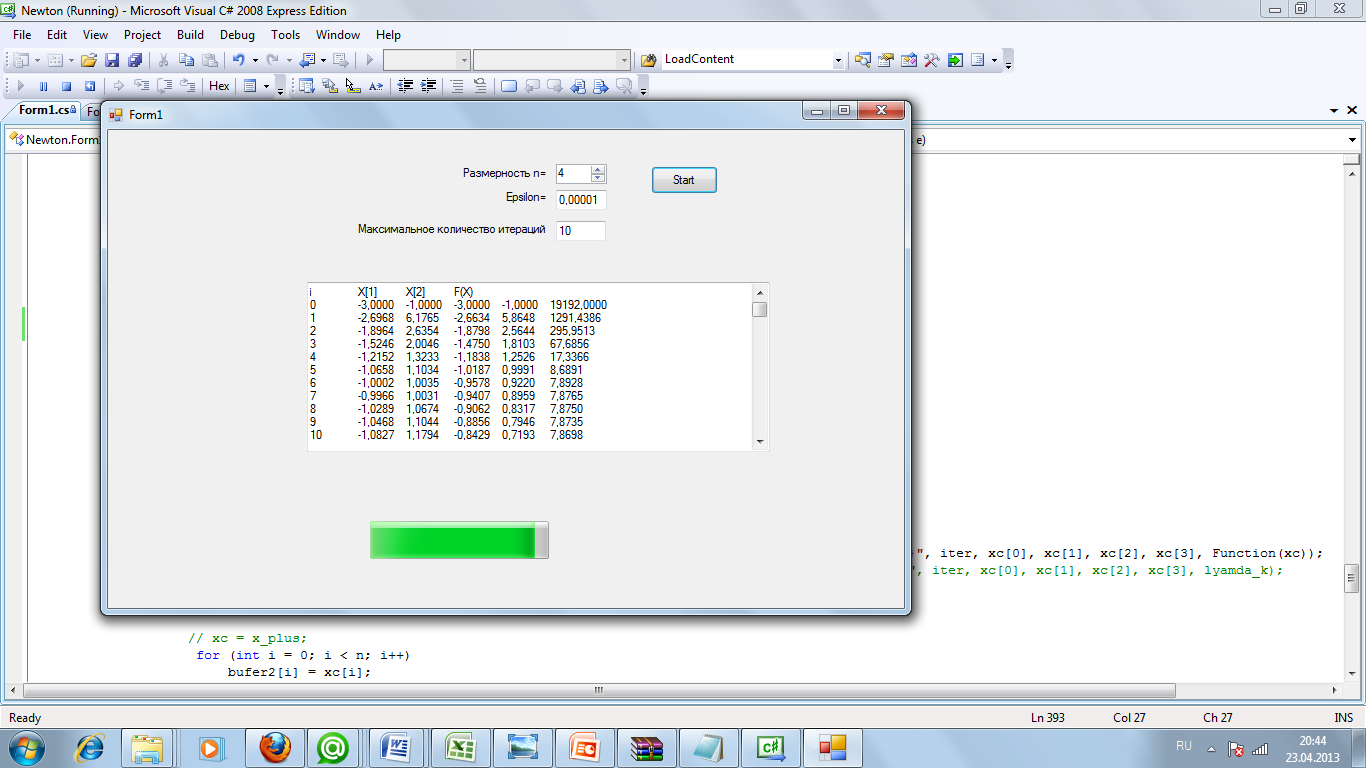 Newton (Running) - Microsoft Visual C# 2008 Express Edition
File Edit View Project Build Debug Tools Window Help
LoadContent
Hex
Form1.cs
Newton.Form
e)
Form1
Размерность n= 4
Start
Epsilon= 0,00001
Максимальное количество итераций 10
i X[1] X[2] F(X)
0 -3,0000 -1,0000 -3,0000 -1,0000 19192,0000
1 -2,6968 6,1765 -2,6634 5,8648 1291,4386
2 -1,8964 2,6354 -1,8798 2,5644 295,9513
3 -1,5246 2,0046 -1,4750 1,8103 67,6856
4 -1,2152 1,3233 -1,1838 1,2526 17,3366
5 -1,0658 1,1034 -1,0187 0,9991 8,6891
6 -1,0002 1,0035 -0,9578 0,9220 7,8928
7 -0,9966 1,0031 -0,9407 0,8959 7,8765
8 -1,0289 1,0674 -0,9062 0,8317 7,8750
9 -1,0468 1,1044 -0,8856 0,7946 7,8735
10 -1,0827 1,1794 -0,8429 0,7193 7,8698
", iter, xc[0], xc[1], xc[2], xc[3], Function(xc));
", iter, xc[0], xc[1], xc[2], xc[3], lyamda_k);
// xc = x_plus;
for (int i = 0; i < n; i++)
bufer2[i] = xc[i];
Ready Ln 393 Col 27 Ch 27 INS
RU 20:44
23.04.2013